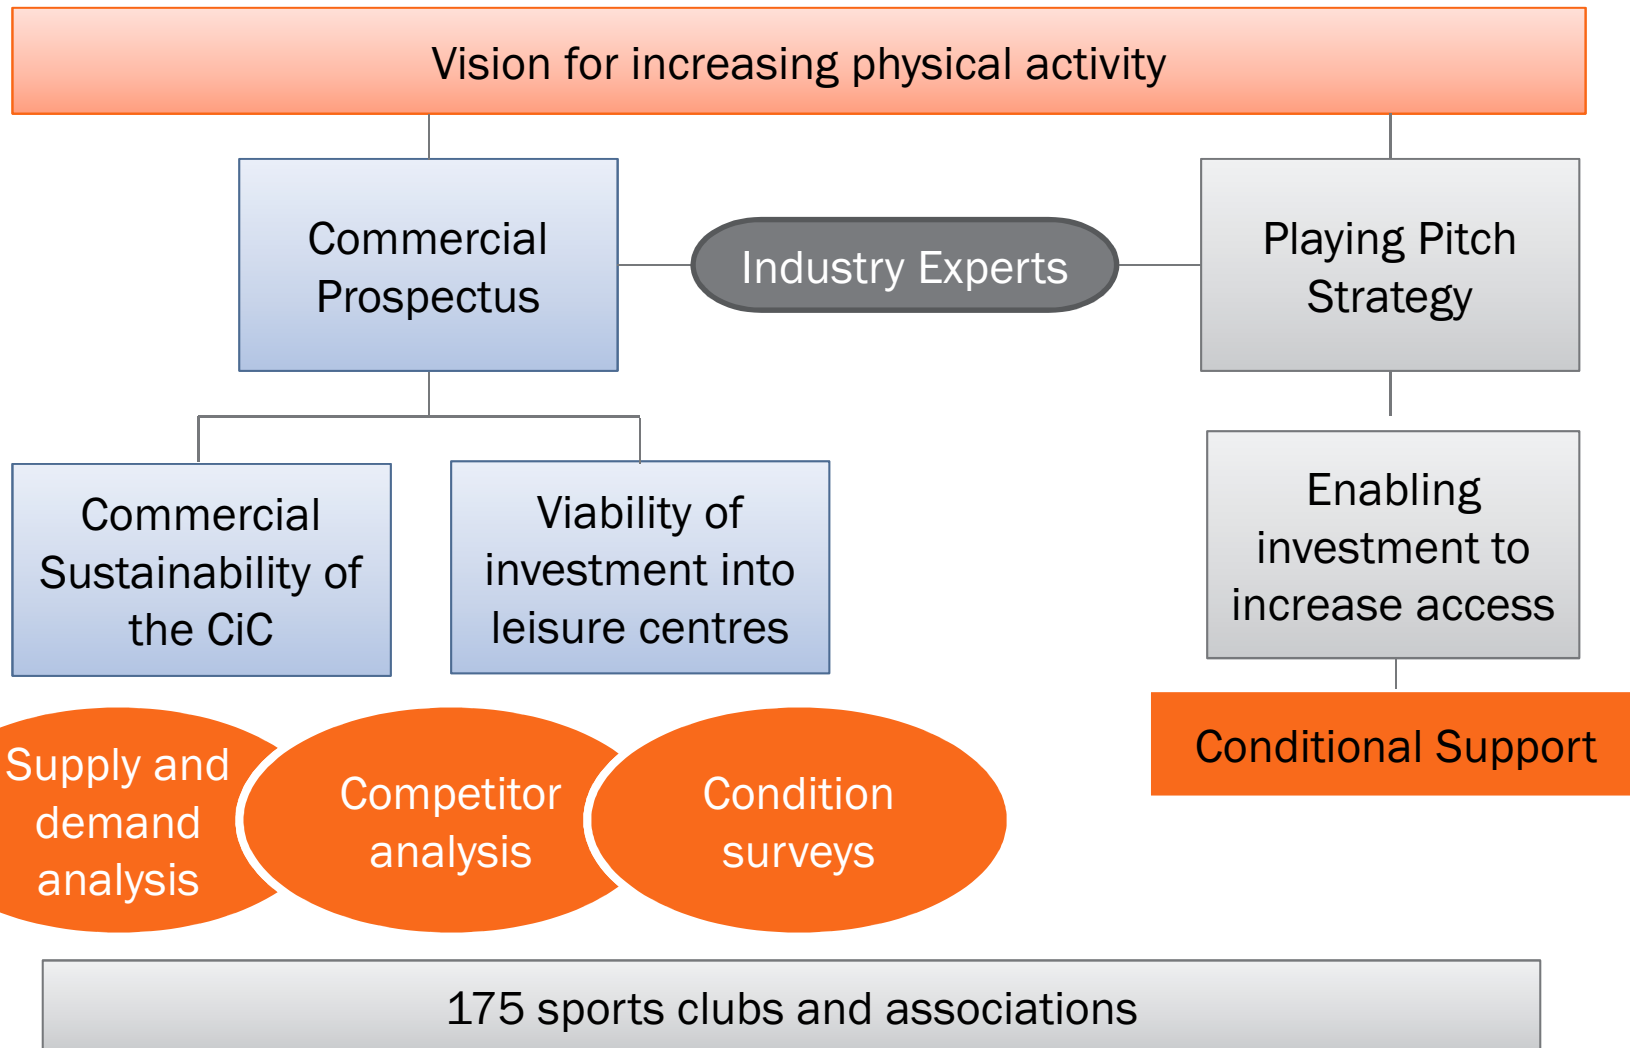 Vision for increasing physical activity
Commercial
Prospectus
Industry Experts
Playing Pitch
Strategy
Commercial
Sustainability of
the CiC
Viability of
investment into
leisure centres
Enabling
investment to
increase access
Conditional Support
Supply and
demand
analysis
Competitor
analysis
Condition
surveys
175 sports clubs and associations